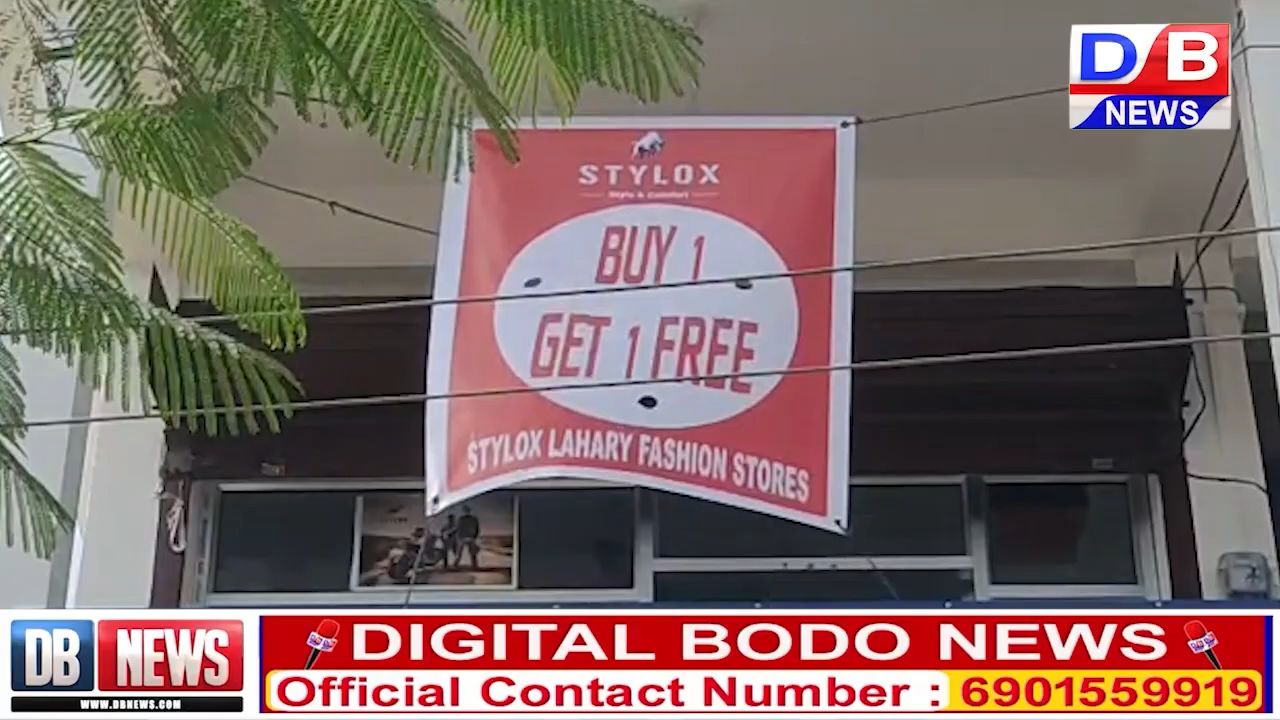 D B
NEWS
STYLOX
Style & Comfort
BUY 1
GET 1 FREE
STYLOX LAHARY FASHION STORES
DB NEWS
WWW.DBNEWS.COM
DIGITAL BODO NEWS
Official Contact Number : 6901559919